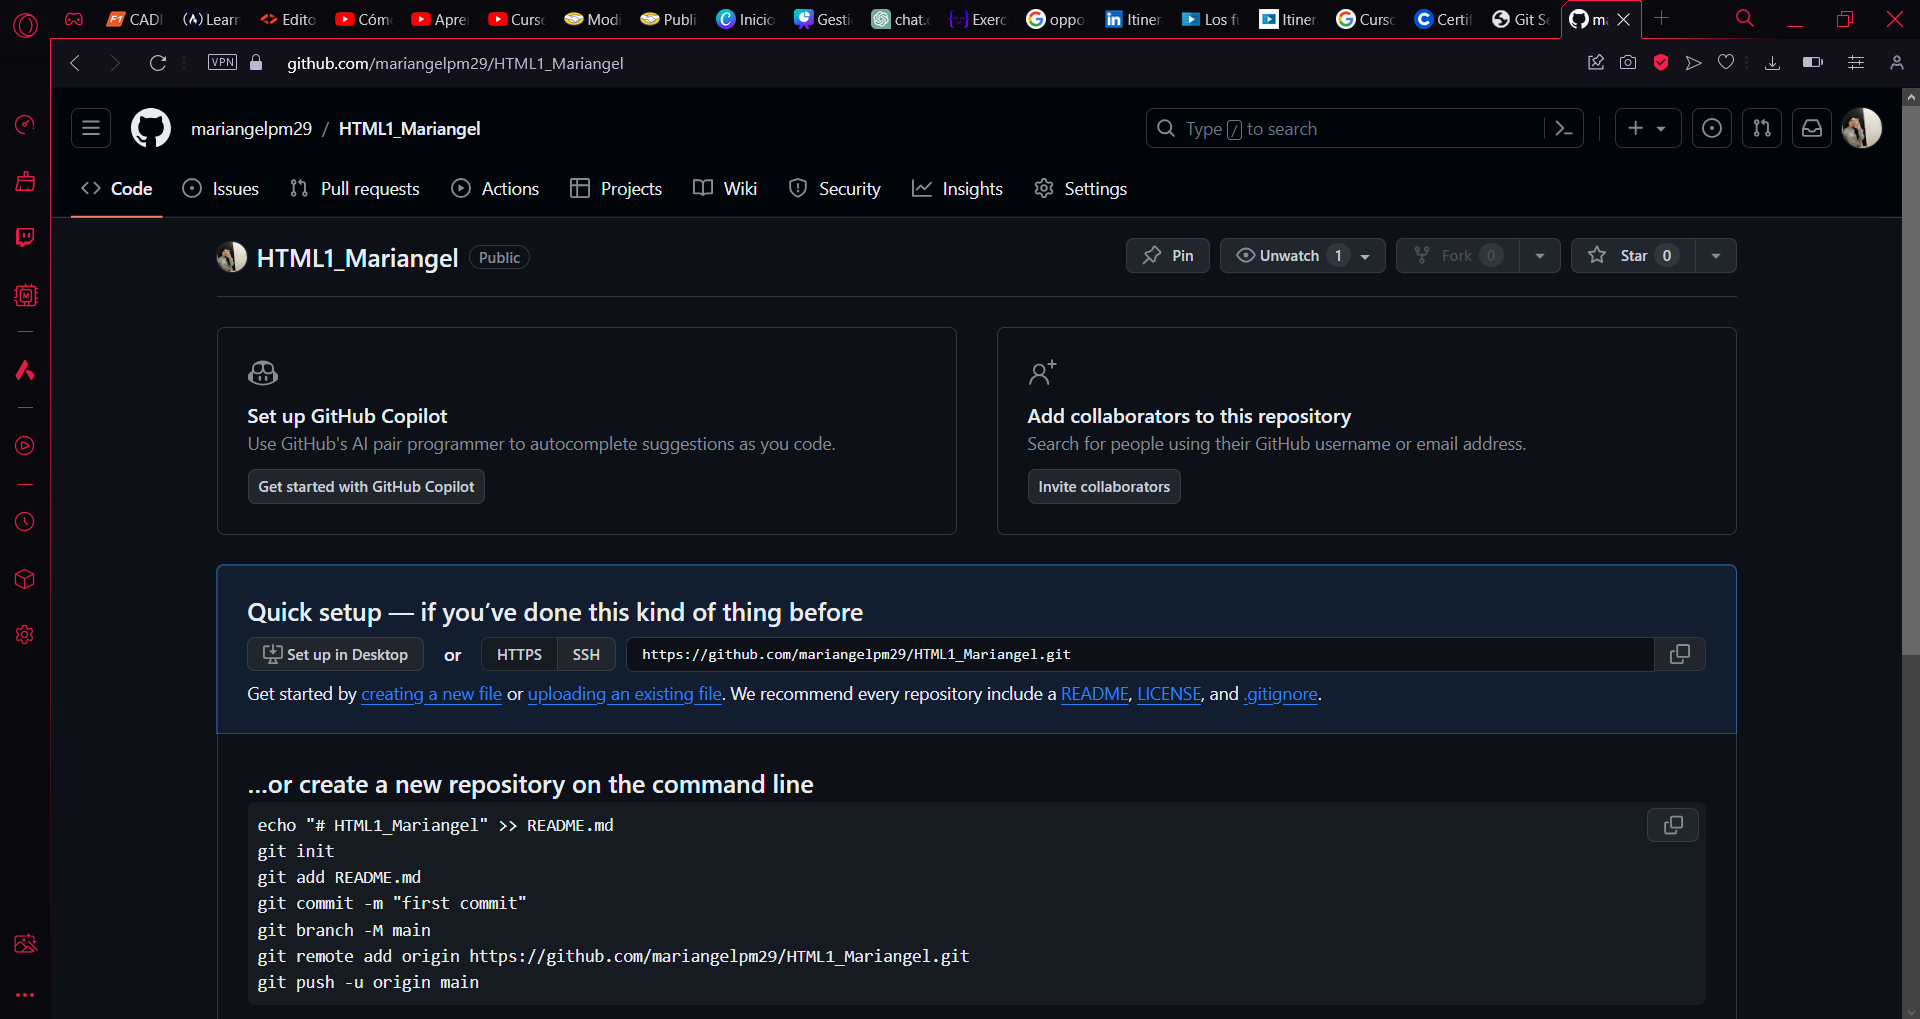 CADI
Learn
Edito
Cóm
Apre
Curso
Modi
Publi
Inicio
Gesti
chat.
Exerc
oppo
Itiner
Los fu
Itiner
Curso
Certif
Git Se
ma
VPN
github.com/mariangelpm29/HTML1_Mariangel
mariangelpm29 / HTML1_Mariangel
Type / to search
Code
Issues
Pull requests
Actions
Projects
Wiki
Security
Insights
Settings
HTML1_Mariangel Public
Pin
Unwatch 1
Fork 0
Star 0
Set up GitHub Copilot
Use GitHub's AI pair programmer to autocomplete suggestions as you code.
Get started with GitHub Copilot
Add collaborators to this repository
Search for people using their GitHub username or email address.
Invite collaborators
Quick setup — if you’ve done this kind of thing before
Set up in Desktop or HTTPS SSH https://github.com/mariangelpm29/HTML1_Mariangel.git
Get started by creating a new file or uploading an existing file. We recommend every repository include a README, LICENSE, and .gitignore.
…or create a new repository on the command line
echo "# HTML1_Mariangel" >> README.md
git init
git add README.md
git commit -m "first commit"
git branch -M main
git remote add origin https://github.com/mariangelpm29/HTML1_Mariangel.git
git push -u origin main